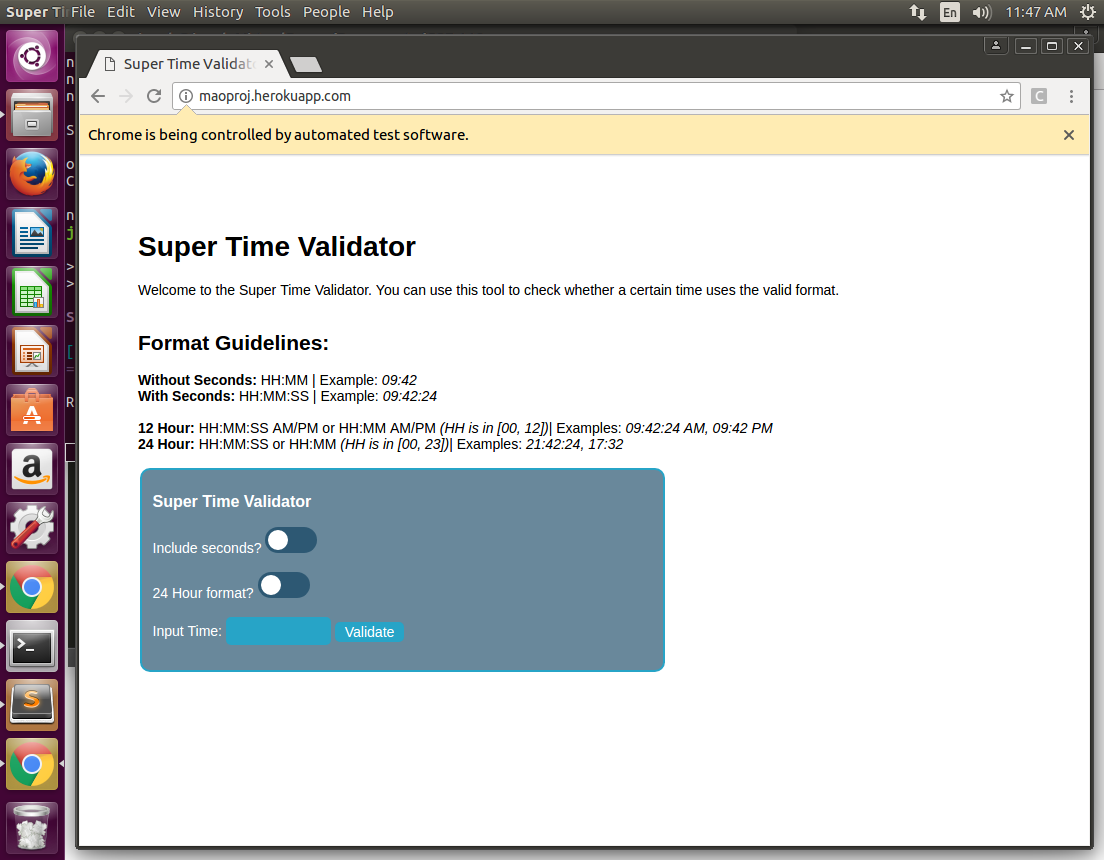 Super Ti File Edit View History Tools People Help En 11:47 AM
Super Time Validat
maoproj.herokuapp.com
Chrome is being controlled by automated test software.
Super Time Validator
Welcome to the Super Time Validator. You can use this tool to check whether a certain time uses the valid format.
Format Guidelines:
Without Seconds: HH:MM | Example: 09:42
With Seconds: HH:MM:SS | Example: 09:42:24
12 Hour: HH:MM:SS AM/PM or HH:MM AM/PM (HH is in [00, 12])| Examples: 09:42:24 AM, 09:42 PM
24 Hour: HH:MM:SS or HH:MM (HH is in [00, 23])| Examples: 21:42:24, 17:32
Super Time Validator
Include seconds?
24 Hour format?
Input Time: Validate